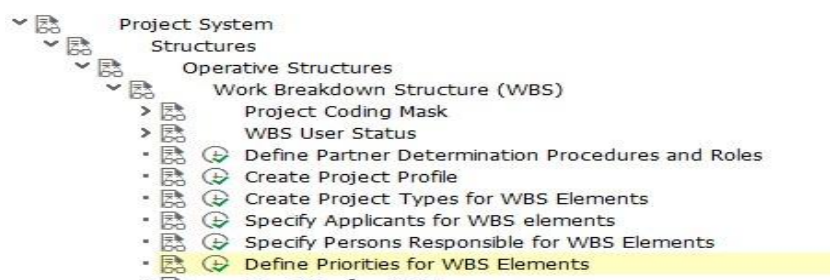 Project System
Structures
Operative Structures
Work Breakdown Structure (WBS)
Project Coding Mask
WBS User Status
Define Partner Determination Procedures and Roles
Create Project Profile
Create Project Types for WBS Elements
Specify Applicants for WBS elements
Specify Persons Responsible for WBS Elements
Define Priorities for WBS Elements